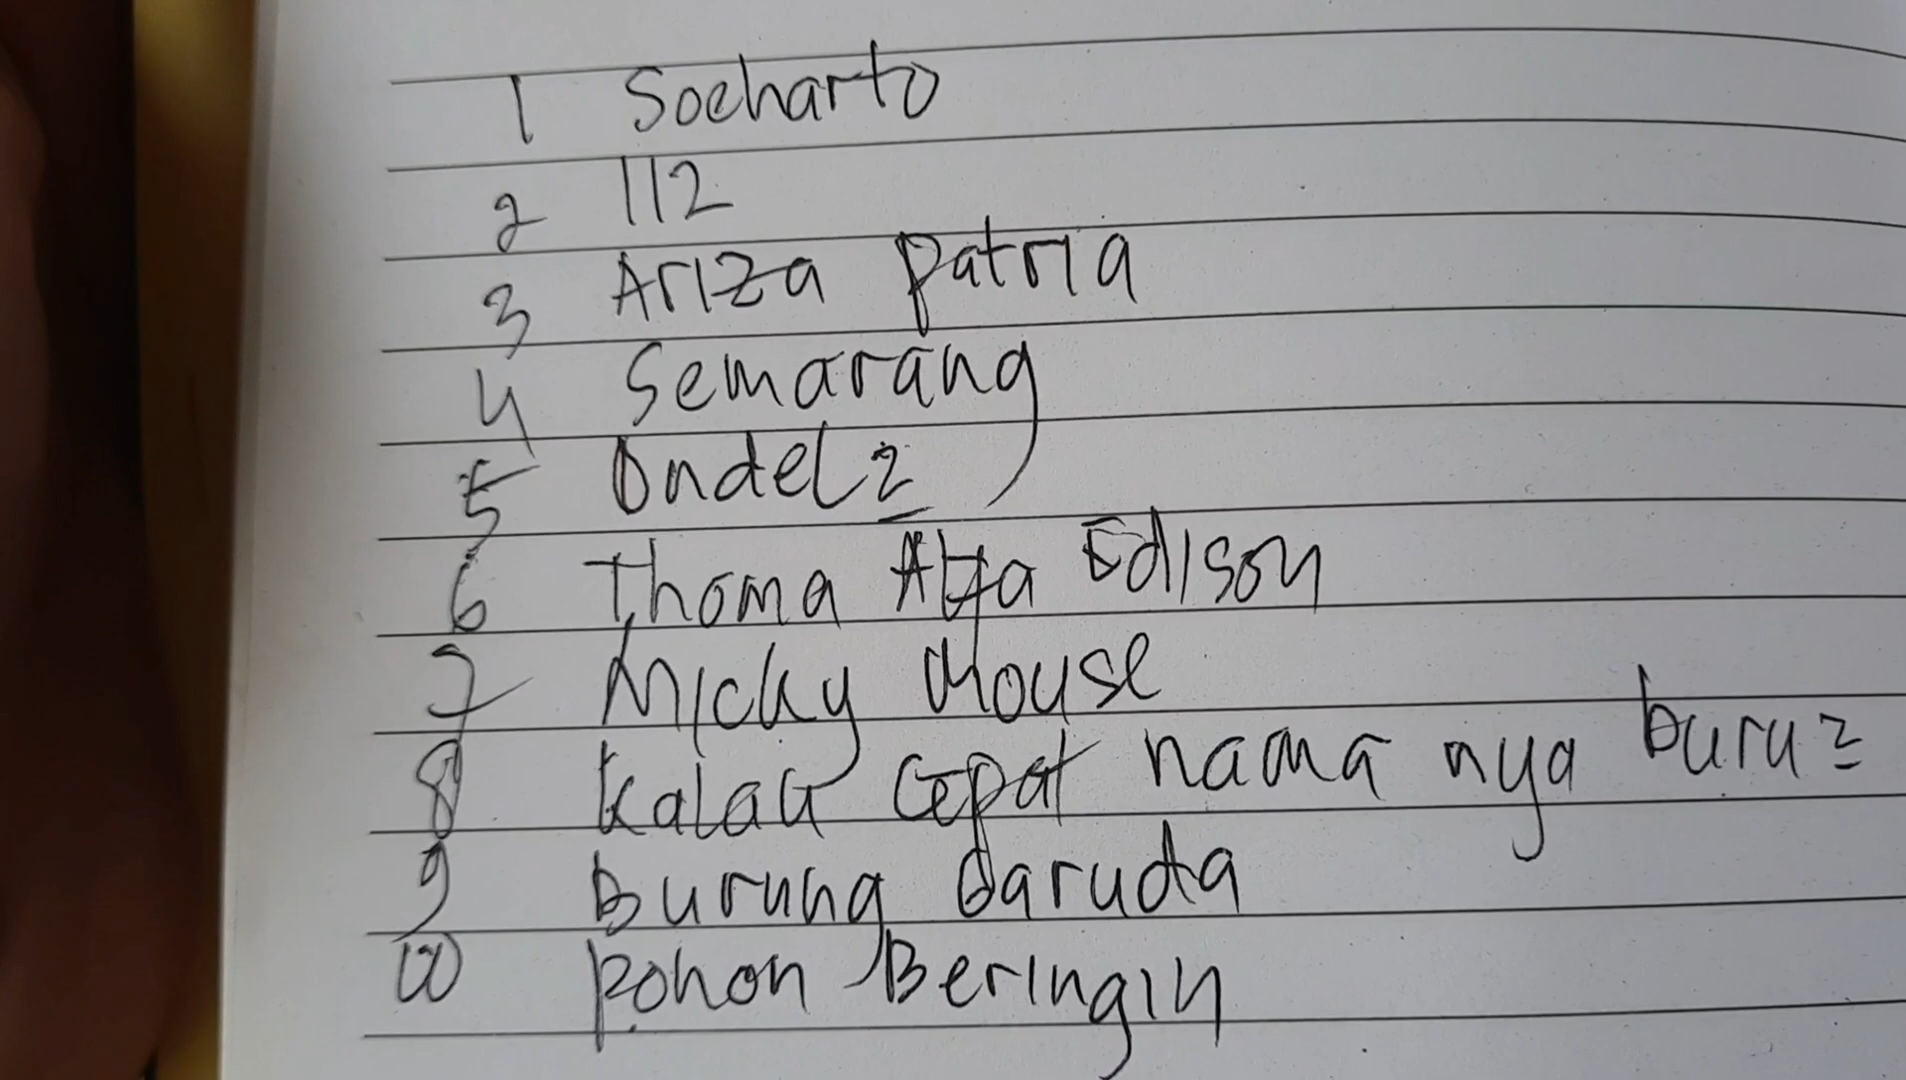 1 Soeharto
2 112
3 Ariza patria
4 Semarang
5 Ondel2
6 Thoma Alfa Edison
7 Micky Mouse
8 kalau cepat nama nya buru2
9 Burung Garuda
10 Pohon Beringin